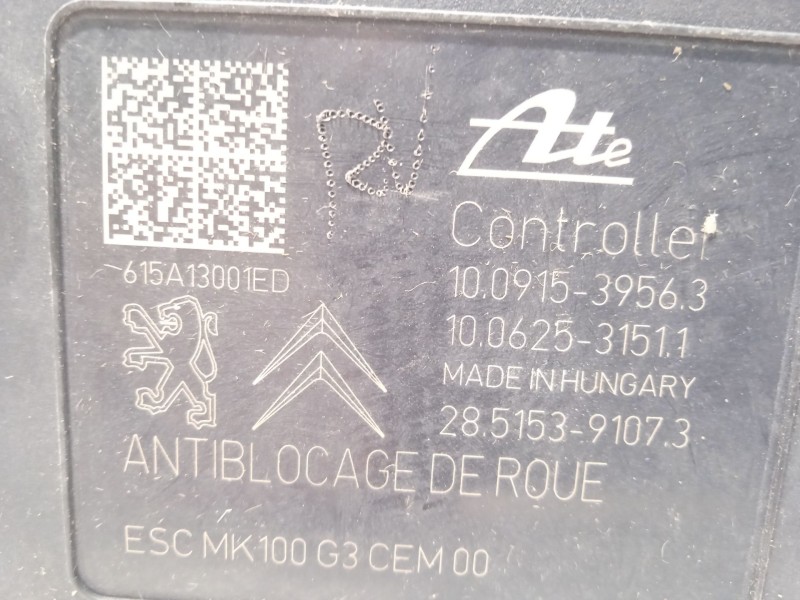 Ate
Controller
615A13001ED
10.0915-3956.3
10.0625-3151.1
MADE IN HUNGARY
28.5153-9107.3
ANTIBLOCAGE DE ROUE
ESC MK100 G3 CEM 00